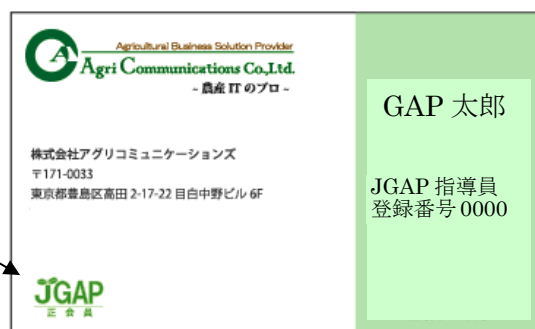 Agricultural Business Solution Provider
Agri Communications Co.,Ltd.
~ 農産 IT のプロ ~
株式会社アグリコミュニケーションズ
〒171-0033
東京都豊島区高田 2-17-22 目白中野ビル 6F
JGAP
正会員
GAP 太郎
JGAP 指導員
登録番号 0000